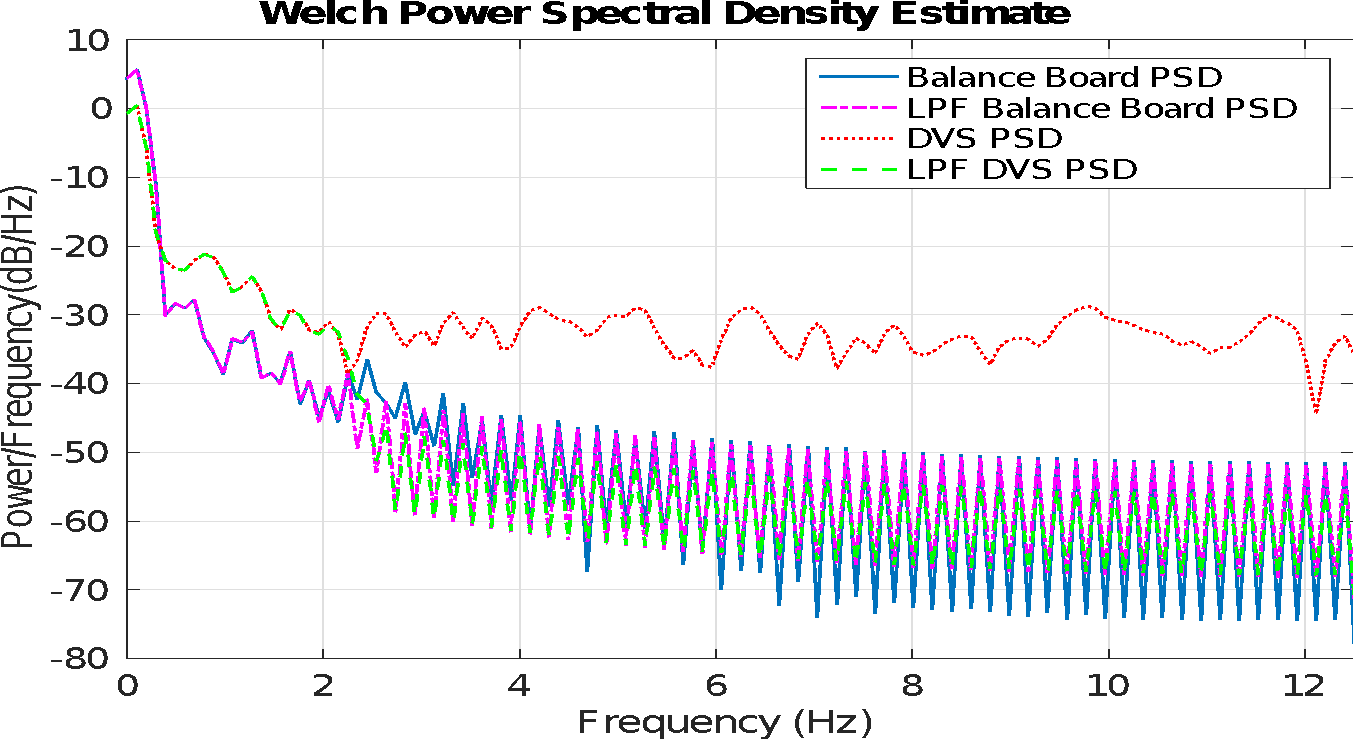 Welch Power Spectral Density Estimate
10
0
-10
-20
-30
-40
-50
-60
-70
-80
Power/Frequency(dB/Hz)
Balance Board PSD
LPF Balance Board PSD
DVS PSD
LPF DVS PSD
0 2 4 6 8 10 12
Frequency (Hz)